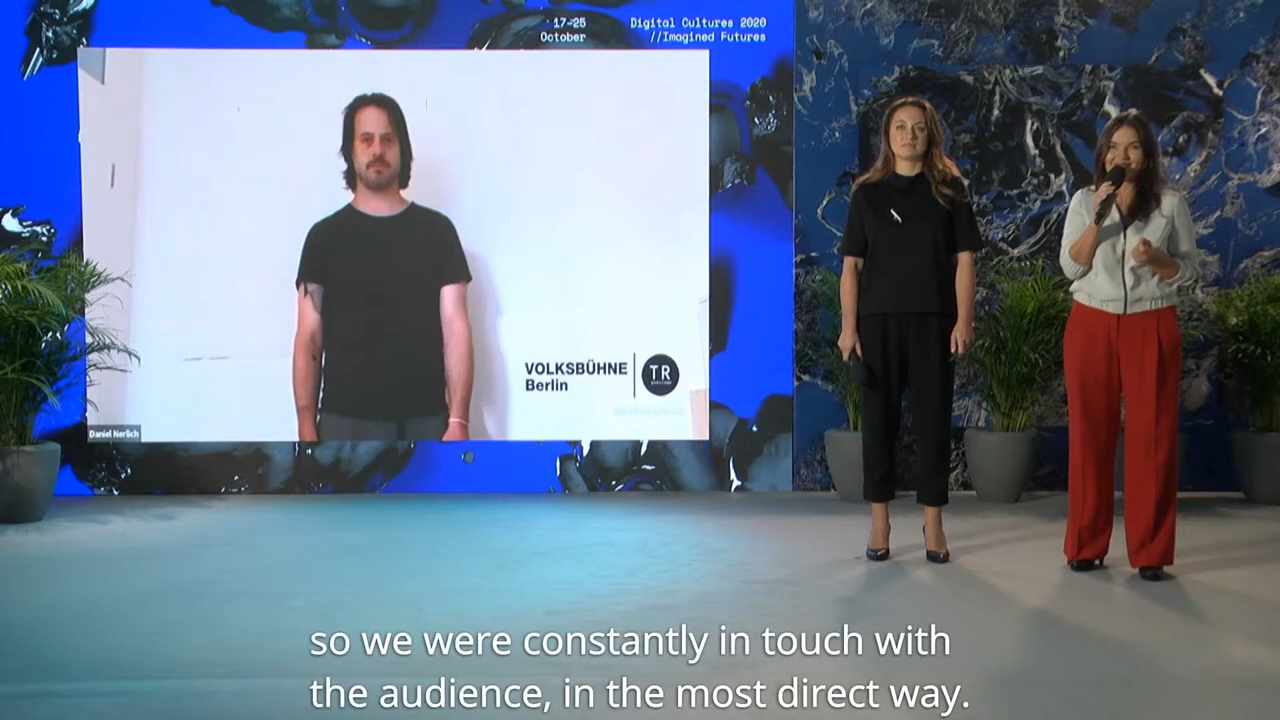 17–25
October
Digital Cultures 2020
//Imagined Futures
VOLKSBÜHNE
Berlin
TR
Daniel Nerlich
so we were constantly in touch with
the audience, in the most direct way.